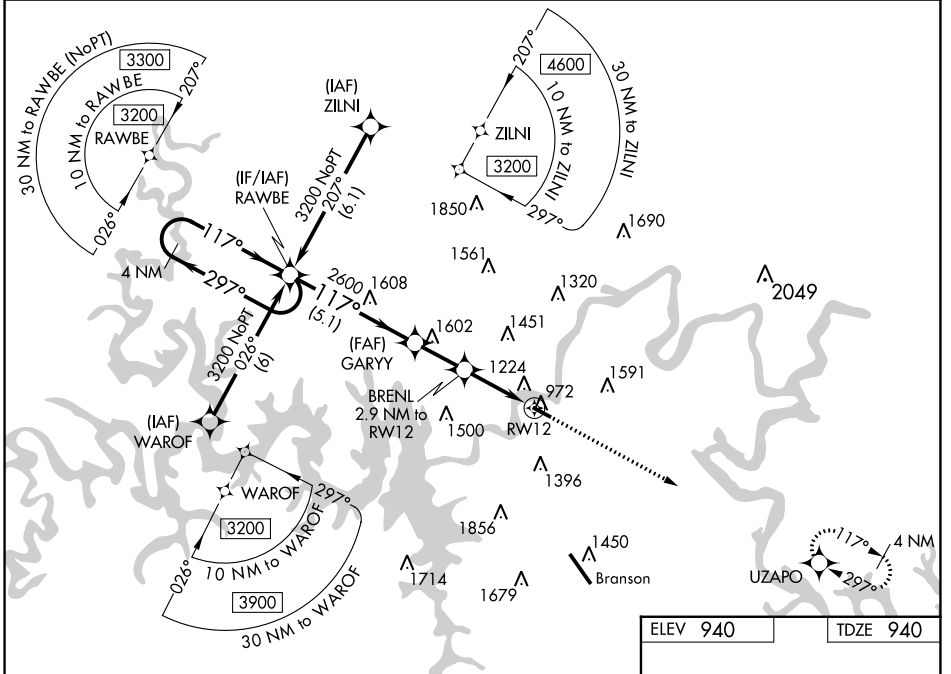 30 NM to RAWBE (NoPT)
3300
10 NM to RAWBE
3200
207°
RAWBE
026°
(IAF)
ZILNI
207°
4600
30 NM to ZILNI
10 NM to ZILNI
ZILNI
3200
297°
(IF/IAF)
RAWBE
3200 NoPT
207°
(6.1)
1850
1690
117°
4 NM
297°
2600
117°
(5.1)
1608
1561
1320
2049
3200 NoPT
026°
(6)
(FAF)
GARYY
1602
1451
BRENL
2.9 NM to
RW12
1224
972
1591
RW12
1500
(IAF)
WAROF
WAROF
297°
3200
10 NM to WAROF
026°
3900
30 NM to WAROF
1396
1856
1714
1679
1450
Branson
UZAPO
117°
297°
4 NM
ELEV 940
TDZE 940